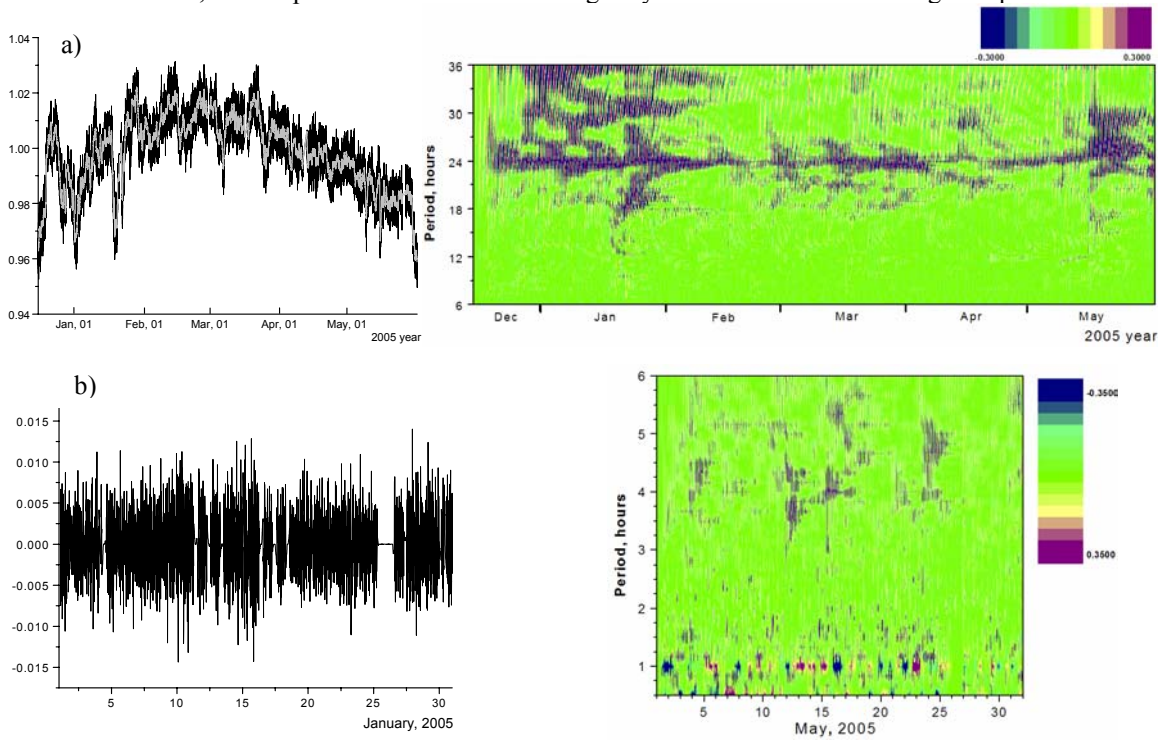 a)
1.04
1.02
1.00
0.98
0.96
0.94
Jan, 01
Feb, 01
Mar, 01
Apr, 01
May, 01
2005 year
-0.3000
0.3000
36
30
24
18
12
6
Period, hours
Dec
Jan
Feb
Mar
Apr
May
2005 year
b)
0.015
0.010
0.005
0.000
-0.005
-0.010
-0.015
5
10
15
20
25
30
January, 2005
6
5
4
3
2
1
Period, hours
5
10
15
20
25
30
May, 2005
-0.3500
0.3500